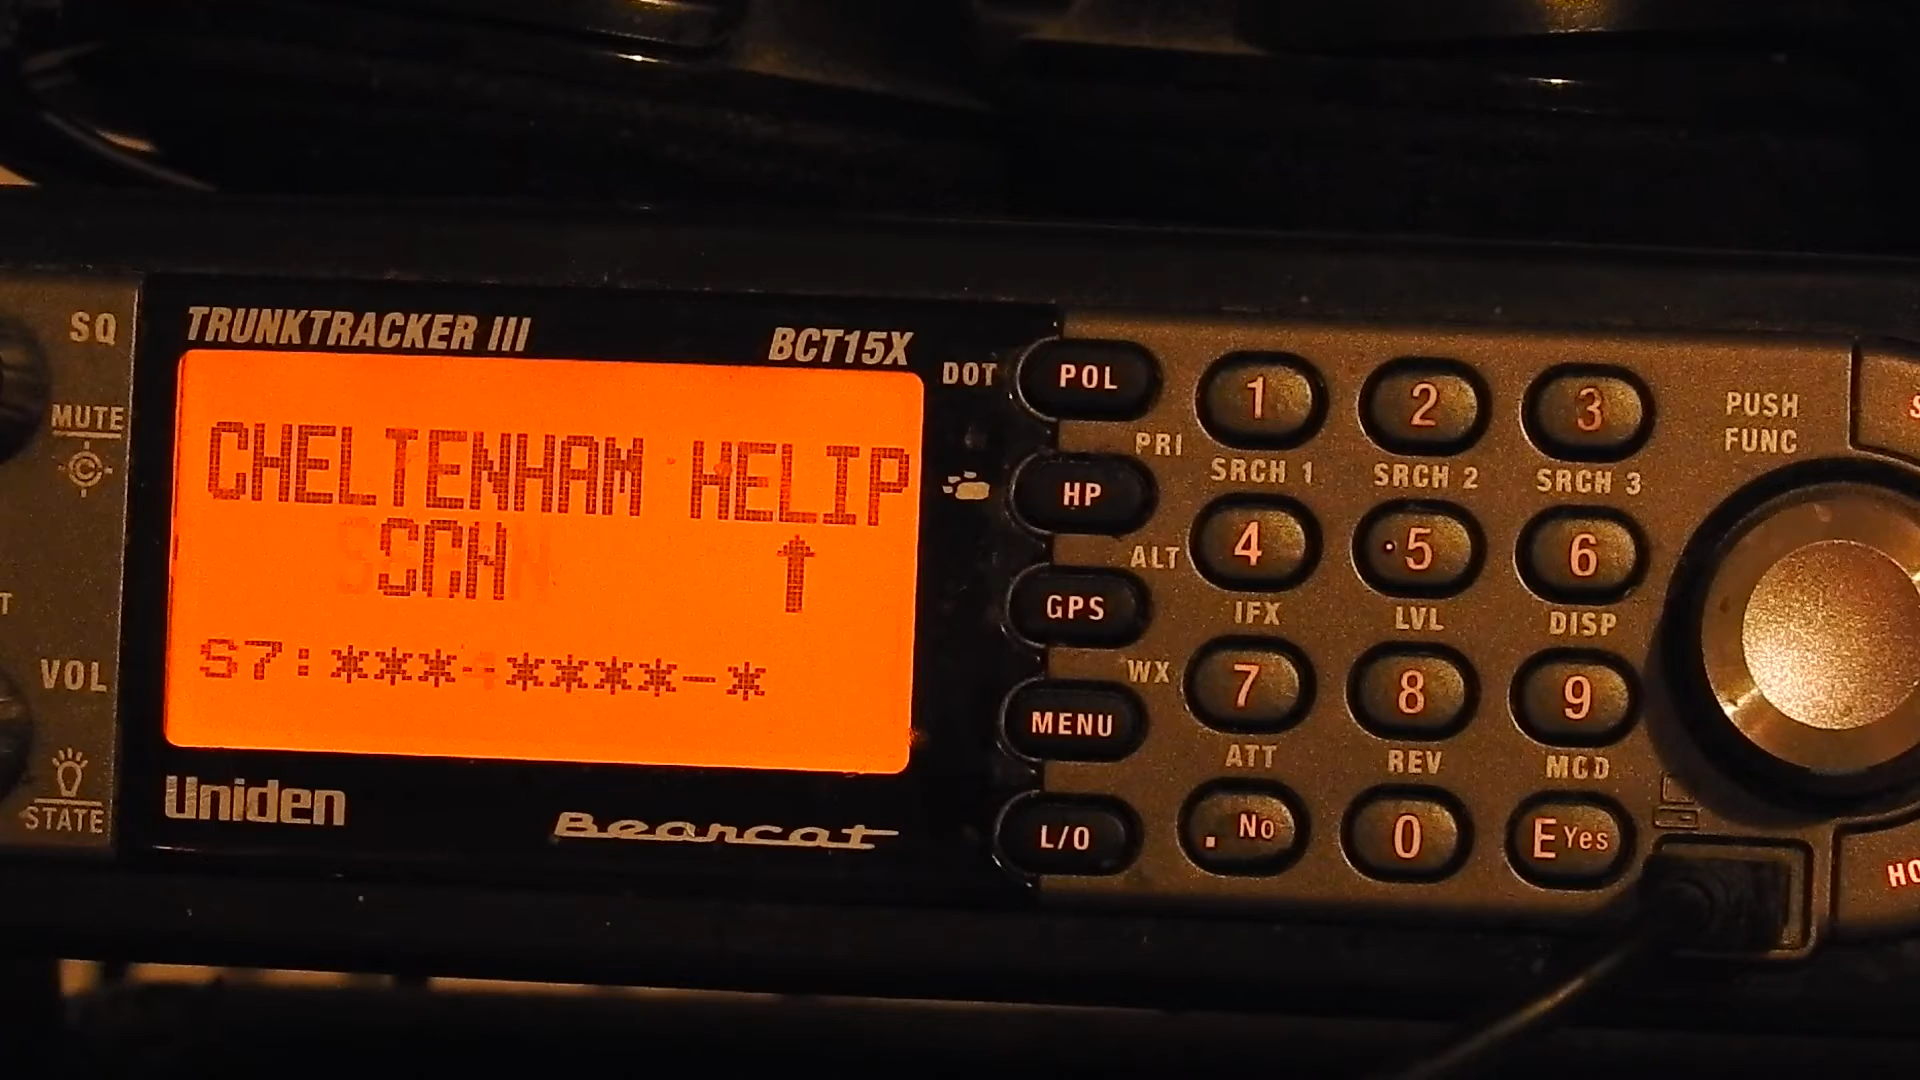 SQ
MUTE
VOL
STATE
TRUNKTRACKER III
BCT15X
CHELTENHAM HELIP
SCN ↑
S7:***-****-*
Uniden
Bearcat
DOT
POL
PRI
HP
ALT
GPS
WX
MENU
L/O
1 2 3
SRCH 1 SRCH 2 SRCH 3
4 5 6
IFX LVL DISP
7 8 9
ATT REV MCD
. No 0 E Yes
PUSH
FUNC